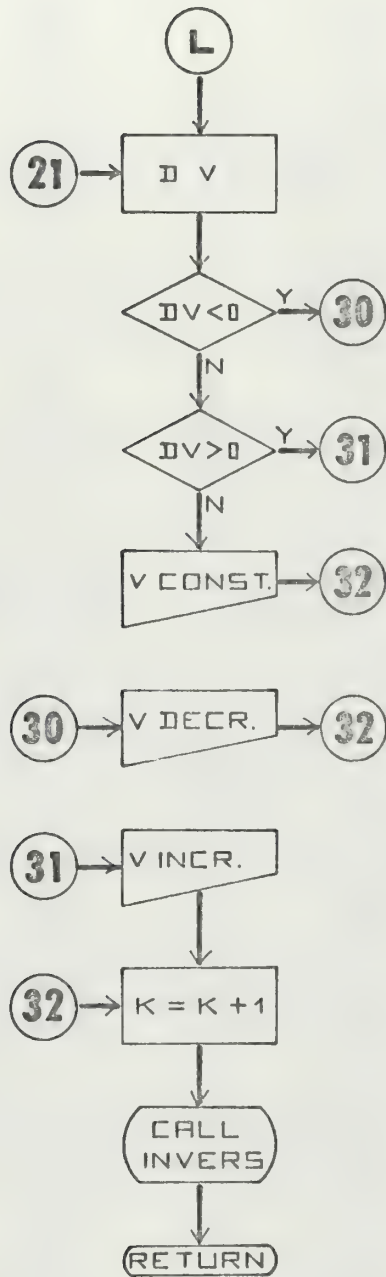 L
21
D V
DV<0
Y
30
N
DV>0
Y
31
N
V CONST.
32
30
V DECR.
32
31
V INCR.
32
K = K + 1
CALL
INVERS
RETURN